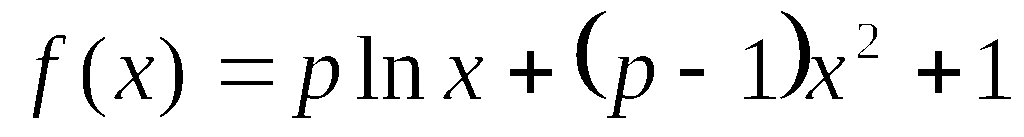 f(x) = p ln x + (p - 1)x² + 1